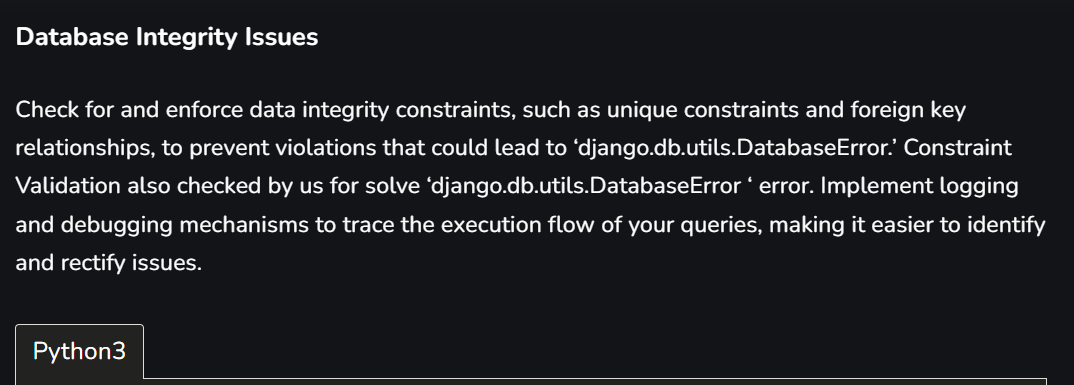 Database Integrity Issues
Check for and enforce data integrity constraints, such as unique constraints and foreign key
relationships, to prevent violations that could lead to ‘django.db.utils.DatabaseError.’ Constraint
Validation also checked by us for solve ‘django.db.utils.DatabaseError ‘ error. Implement logging
and debugging mechanisms to trace the execution flow of your queries, making it easier to identify
and rectify issues.
Python3